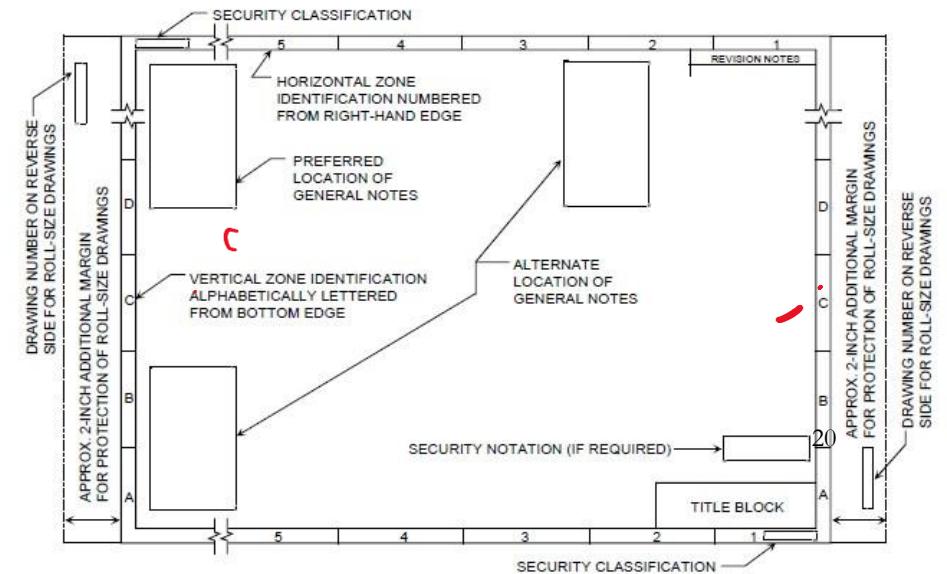 SECURITY CLASSIFICATION
5 4 3 2 1
REVISION NOTES
HORIZONTAL ZONE
IDENTIFICATION NUMBERED
FROM RIGHT-HAND EDGE
PREFERRED
LOCATION OF
GENERAL NOTES
DRAWING NUMBER ON REVERSE
SIDE FOR ROLL-SIZE DRAWINGS
APPROX. 2-INCH ADDITIONAL MARGIN
FOR PROTECTION OF ROLL-SIZE DRAWINGS
D
C
B
A
VERTICAL ZONE IDENTIFICATION
ALPHABETICALLY LETTERED
FROM BOTTOM EDGE
ALTERNATE
LOCATION OF
GENERAL NOTES
D
C
B
A
APPROX. 2-INCH ADDITIONAL MARGIN
FOR PROTECTION OF ROLL-SIZE DRAWINGS
DRAWING NUMBER ON REVERSE
SIDE FOR ROLL-SIZE DRAWINGS
SECURITY NOTATION (IF REQUIRED)
20
TITLE BLOCK
5 4 3 2 1
SECURITY CLASSIFICATION